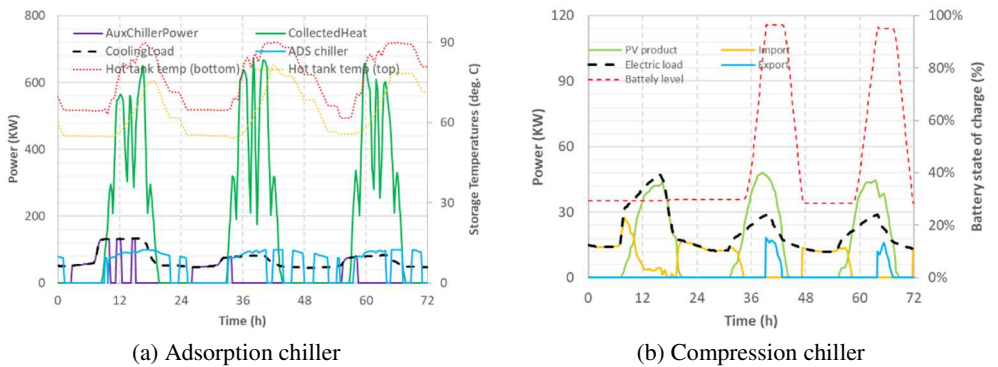 800
600
400
200
0
Power (KW)
AuxChillerPower
CollectedHeat
CoolingLoad
ADS chiller
Hot tank temp (bottom)
Hot tank temp (top)
90
60
30
0
Storage Temperatures (deg. C)
0 12 24 36 48 60 72
Time (h)
(a) Adsorption chiller
120
90
60
30
0
Power (KW)
PV product
Import
Electric load
Export
Battely level
100%
80%
60%
40%
20%
0%
Battery state of charge (%)
0 12 24 36 48 60 72
Time (h)
(b) Compression chiller